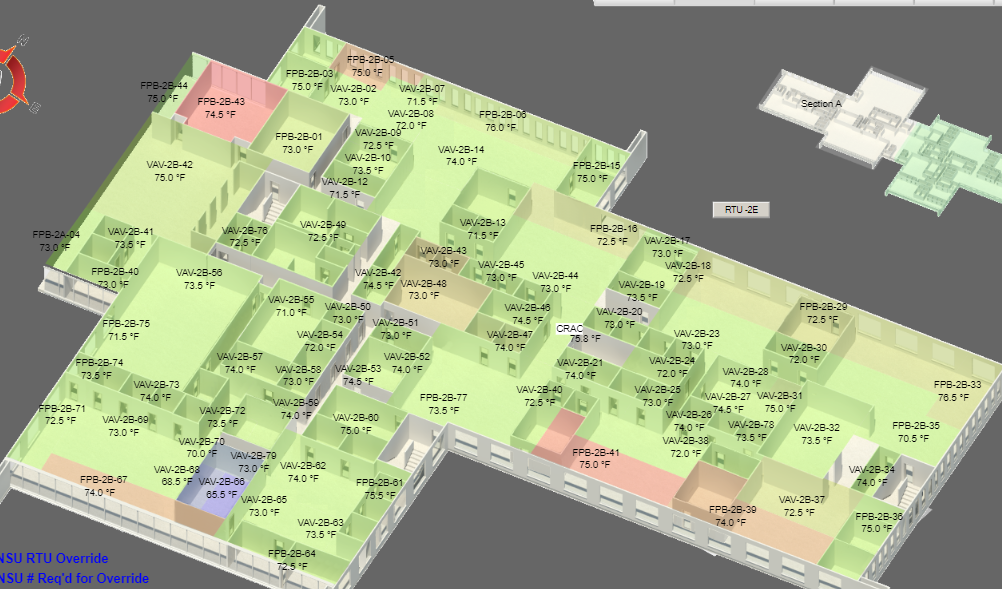 FPB-2B-05
75.0 °F
FPB-2B-03
75.0 °F
VAV-2B-02
73.0 °F
VAV-2B-07
71.5 °F
FPB-2B-44
75.0 °F
FPB-2B-43
74.5 °F
VAV-2B-08
72.0 °F
FPB-2B-06
76.0 °F
Section A
FPB-2B-01
73.0 °F
VAV-2B-09
72.5 °F
VAV-2B-10
73.5 °F
VAV-2B-14
74.0 °F
VAV-2B-42
75.0 °F
FPB-2B-15
75.0 °F
VAV-2B-12
71.5 °F
RTU -2E
VAV-2B-49
72.5 °F
VAV-2B-13
71.5 °F
FPB-2B-16
72.5 °F
FPB-2A-04
73.0 °F
VAV-2B-41
73.5 °F
VAV-2B-76
72.5 °F
VAV-2B-17
73.0 °F
VAV-2B-43
73.0 °F
VAV-2B-18
72.5 °F
FPB-2B-40
73.0 °F
VAV-2B-56
73.5 °F
VAV-2B-42
74.5 °F
VAV-2B-45
73.0 °F
VAV-2B-44
73.0 °F
VAV-2B-48
73.0 °F
VAV-2B-19
73.5 °F
VAV-2B-55
71.0 °F
VAV-2B-50
73.0 °F
VAV-2B-46
74.5 °F
FPB-2B-29
72.5 °F
VAV-2B-20
73.0 °F
FPB-2B-75
71.5 °F
VAV-2B-51
73.0 °F
CRAC
75.8 °F
VAV-2B-54
72.0 °F
VAV-2B-47
74.0 °F
VAV-2B-23
73.0 °F
VAV-2B-30
72.0 °F
VAV-2B-57
74.0 °F
VAV-2B-52
74.0 °F
FPB-2B-74
73.5 °F
VAV-2B-58
73.0 °F
VAV-2B-53
74.5 °F
VAV-2B-21
74.0 °F
VAV-2B-24
72.0 °F
VAV-2B-28
74.0 °F
VAV-2B-73
74.0 °F
FPB-2B-33
76.5 °F
VAV-2B-40
72.5 °F
VAV-2B-25
73.0 °F
VAV-2B-27
74.5 °F
VAV-2B-31
75.0 °F
FPB-2B-77
73.5 °F
VAV-2B-59
74.0 °F
FPB-2B-71
72.5 °F
VAV-2B-72
73.5 °F
VAV-2B-69
73.0 °F
VAV-2B-60
75.0 °F
VAV-2B-26
74.0 °F
VAV-2B-78
73.5 °F
VAV-2B-32
73.5 °F
FPB-2B-35
70.5 °F
VAV-2B-70
70.0 °F
VAV-2B-38
72.0 °F
VAV-2B-79
73.0 °F
FPB-2B-41
75.0 °F
VAV-2B-62
74.0 °F
VAV-2B-68
68.5 °F
VAV-2B-34
74.0 °F
FPB-2B-67
74.0 °F
VAV-2B-66
65.5 °F
FPB-2B-61
75.5 °F
VAV-2B-65
73.0 °F
VAV-2B-37
72.5 °F
FPB-2B-39
74.0 °F
FPB-2B-36
75.0 °F
VAV-2B-63
73.5 °F
FPB-2B-64
72.5 °F
NSU RTU Override
NSU # Req'd for Override